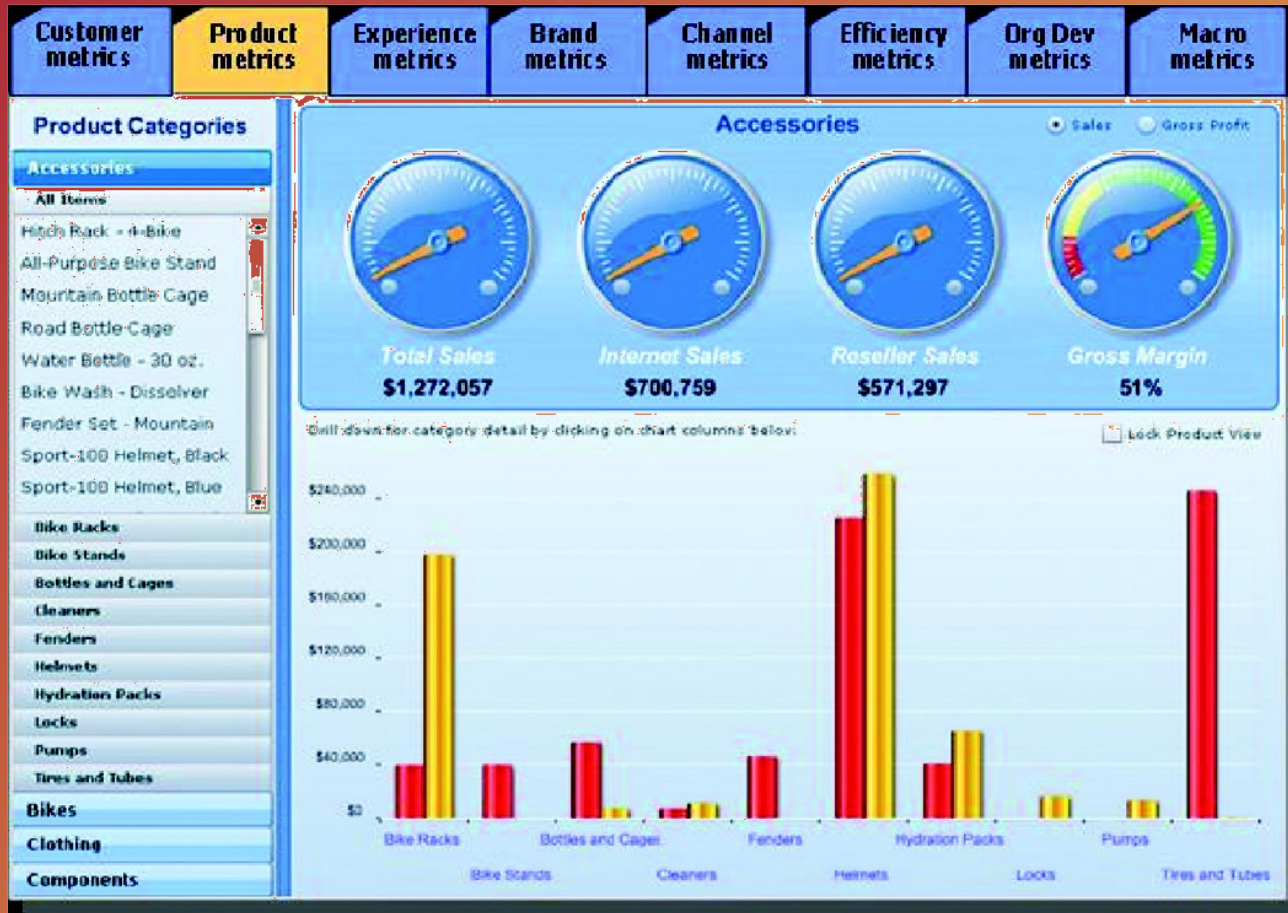 Customer
metrics
Product
metrics
Experience
metrics
Brand
metrics
Channel
metrics
Efficiency
metrics
Org Dev
metrics
Macro
metrics
Product Categories
Accessories
All Items
Hitch Rack - 4-Bike
All-Purpose Bike Stand
Mountain Bottle Cage
Road Bottle Cage
Water Bottle - 30 oz.
Bike Wash - Dissolver
Fender Set - Mountain
Sport-100 Helmet, Black
Sport-100 Helmet, Blue
Bike Racks
Bike Stands
Bottles and Cages
Cleaners
Fenders
Helmets
Hydration Packs
Locks
Pumps
Tires and Tubes
Bikes
Clothing
Components
Accessories
Sales
Gross Profit
Total Sales
$1,272,057
Internet Sales
$700,759
Reseller Sales
$571,297
Gross Margin
51%
Drill down for category detail by clicking on chart columns below:
Lock Product View
$240,000
$200,000
$160,000
$120,000
$80,000
$40,000
$0
Bike Racks
Bike Stands
Bottles and Cages
Cleaners
Fenders
Helmets
Hydration Packs
Locks
Pumps
Tires and Tubes